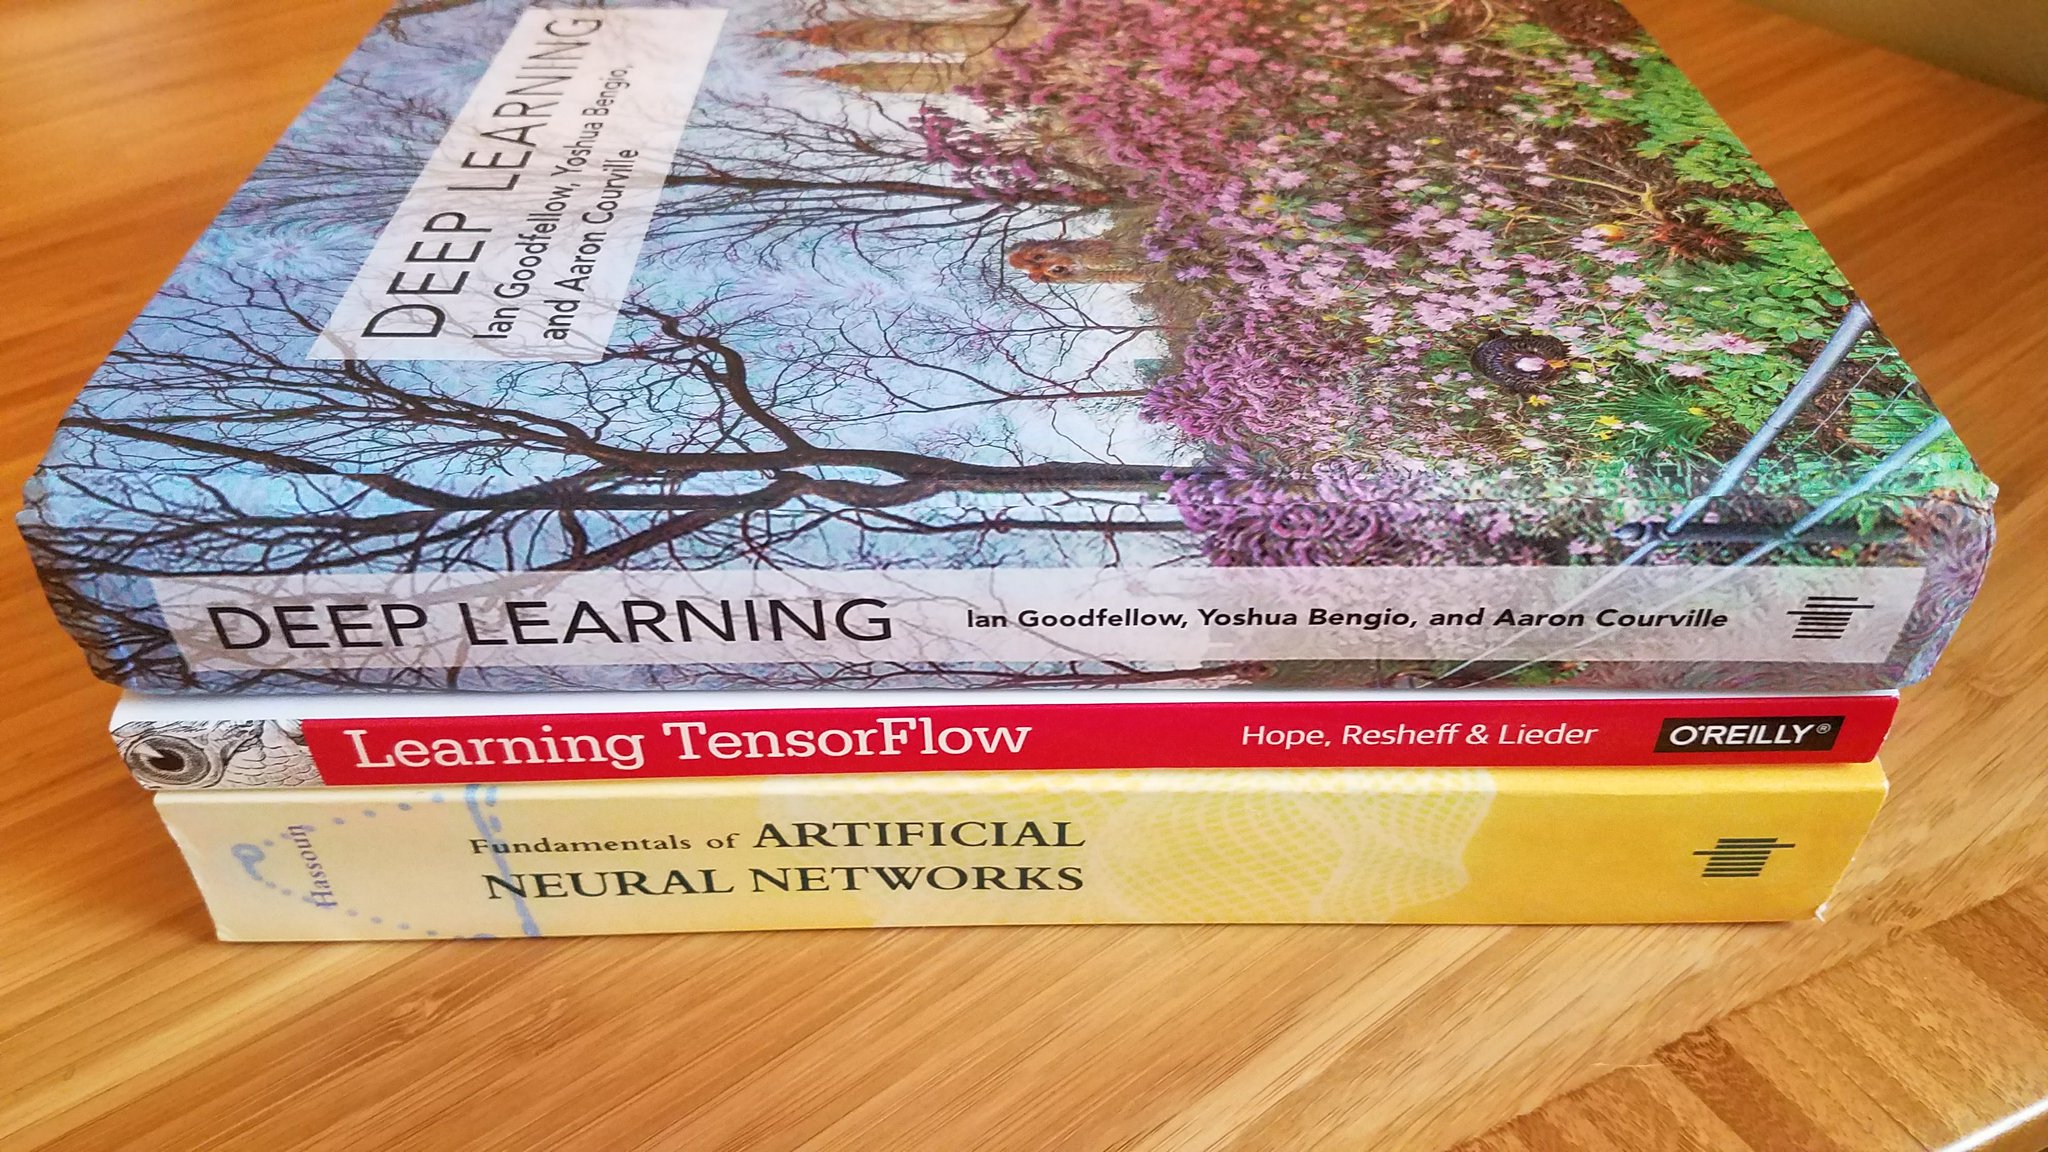 DEEP LEARNING
Ian Goodfellow, Yoshua Bengio,
and Aaron Courville
DEEP LEARNING Ian Goodfellow, Yoshua Bengio, and Aaron Courville
Learning TensorFlow Hope, Resheff & Lieder O'REILLY®
Hassoun
Fundamentals of ARTIFICIAL
NEURAL NETWORKS